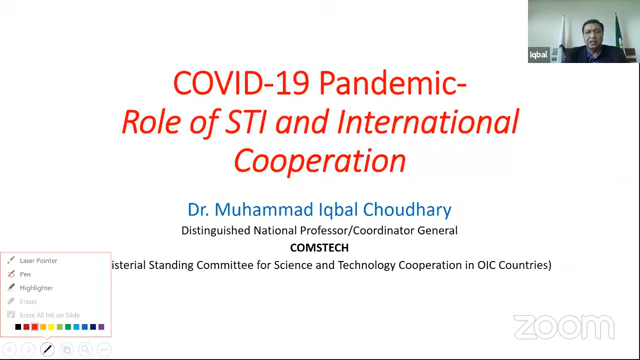 Iqbal
COVID-19 Pandemic-
Role of STI and International
Cooperation
Dr. Muhammad Iqbal Choudhary
Distinguished National Professor/Coordinator General
COMSTECH
isterial Standing Committee for Science and Technology Cooperation in OIC Countries)
Laser Pointer
Pen
Highlighter
Eraser
Erase All Ink on Slide
zoom